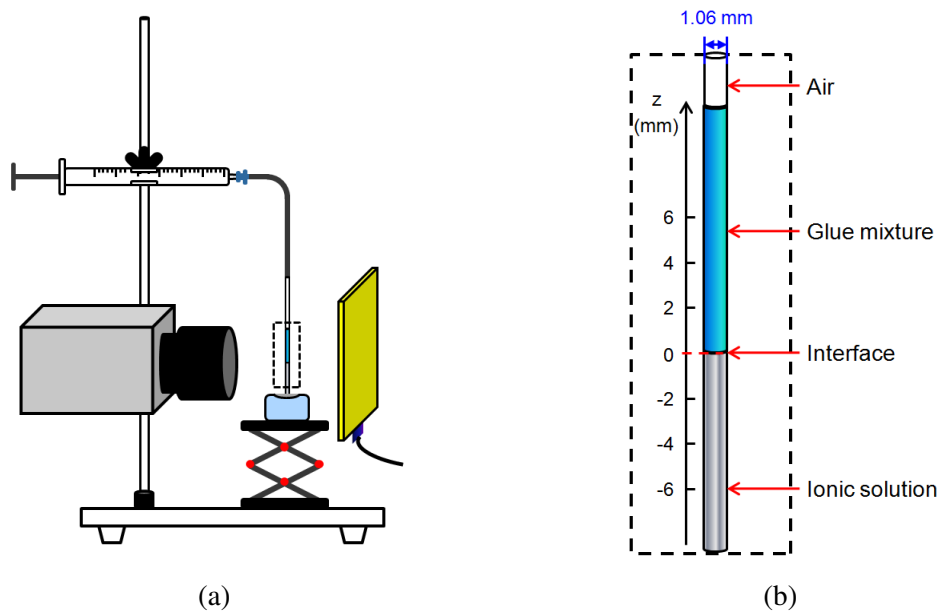 1.06 mm
Air
z
(mm)
6
Glue mixture
4
2
0
Interface
-2
-4
-6
Ionic solution
(a)
(b)